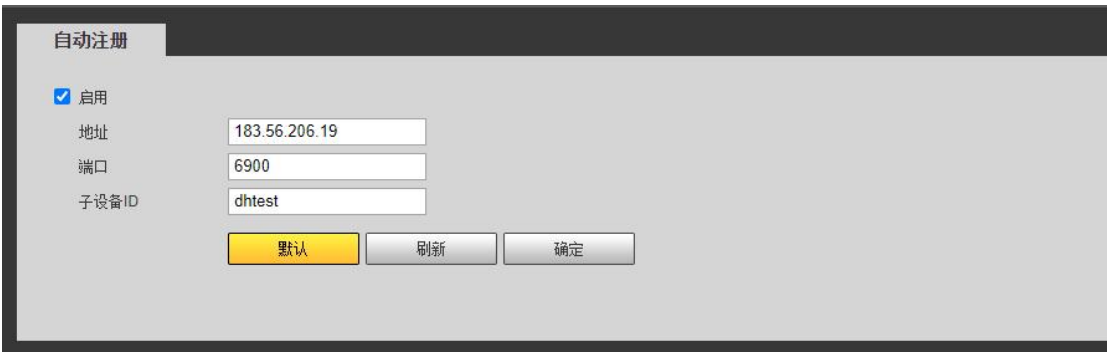 自动注册
启用
地址 183.56.206.19
端口 6900
子设备ID dhtest
默认 刷新 确定